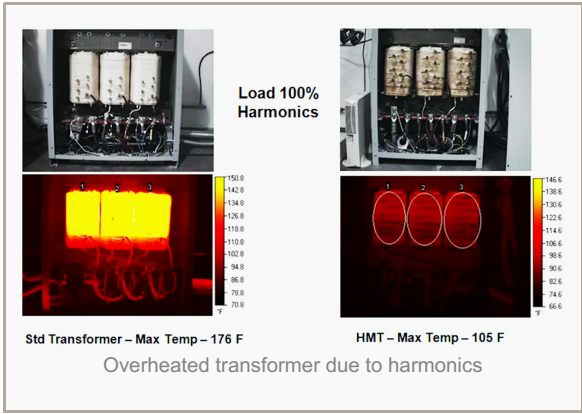 Load 100%
Harmonics
1 2 3
150.8
142.8
134.8
126.8
118.8
110.8
102.8
94.8
86.8
78.8
70.8
°F
1 2 3
146.6
138.6
130.6
122.6
114.6
106.6
98.6
90.6
82.6
74.6
66.6
°F
Std Transformer – Max Temp – 176 F
HMT – Max Temp – 105 F
Overheated transformer due to harmonics